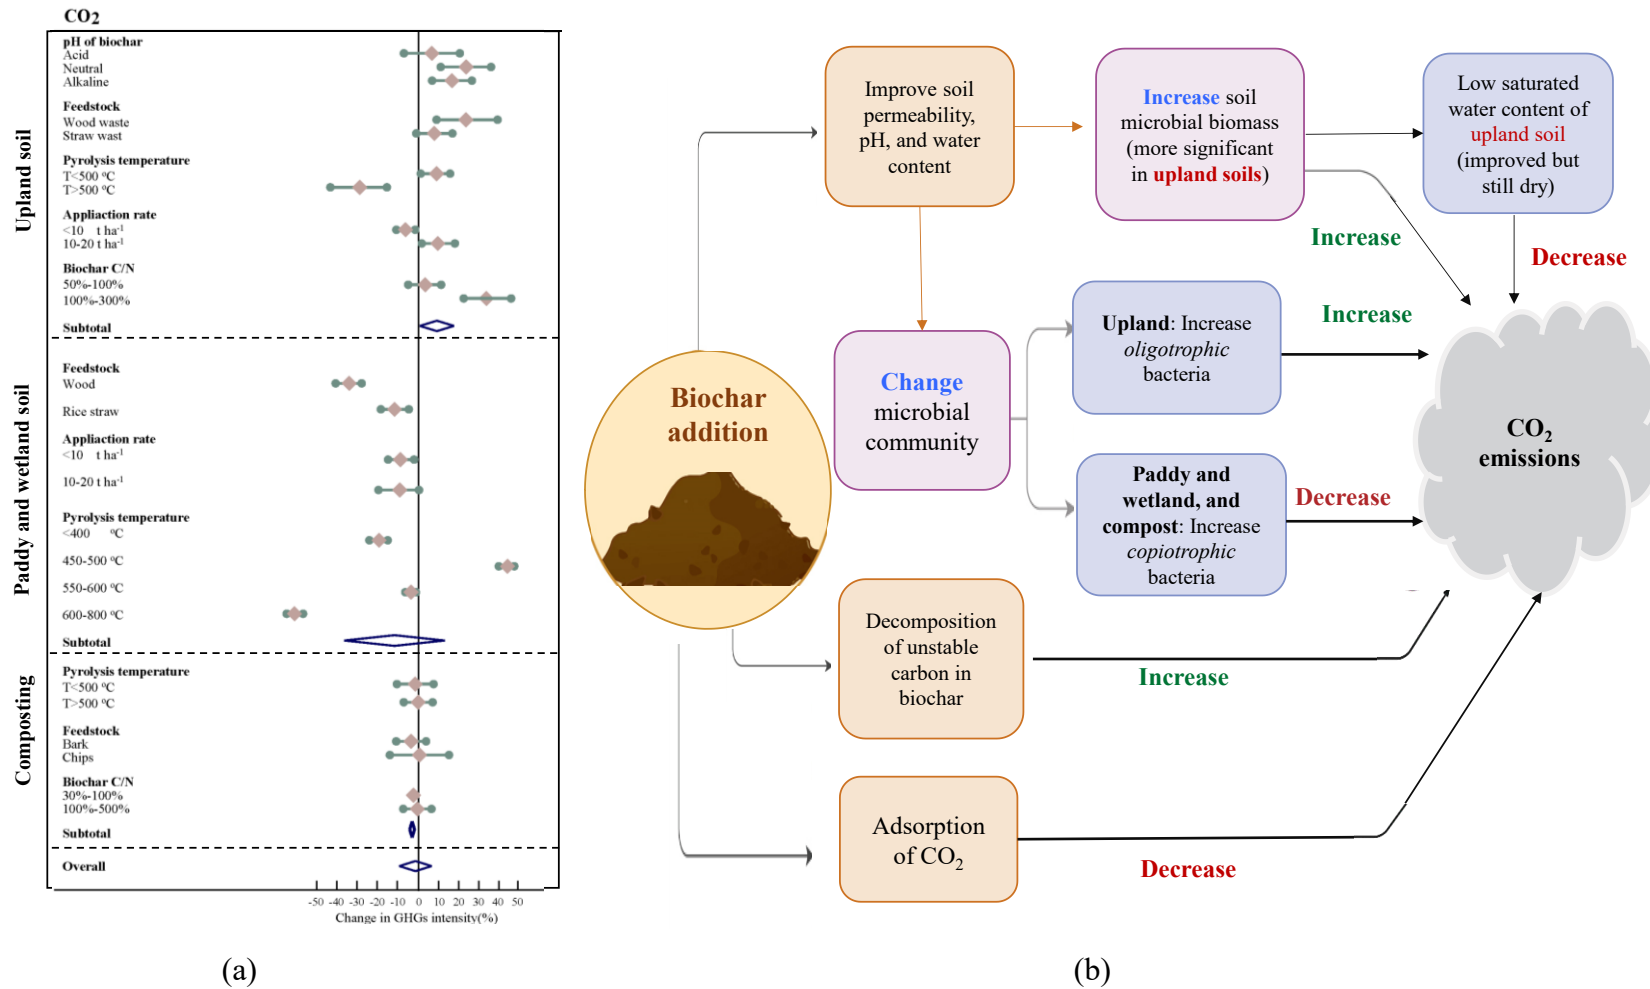 CO₂
Upland soil
pH of biochar
Acid
Neutral
Alkaline
Feedstock
Wood waste
Straw wast
Pyrolysis temperature
T<500 ºC
T>500 ºC
Appliaction rate
<10 t ha⁻¹
10-20 t ha⁻¹
Biochar C/N
50%-100%
100%-300%
Subtotal
Paddy and wetland soil
Feedstock
Wood
Rice straw
Appliaction rate
<10 t ha⁻¹
10-20 t ha⁻¹
Pyrolysis temperature
<400 ºC
450-500 ºC
550-600 ºC
600-800 ºC
Subtotal
Composting
Pyrolysis temperature
T<500 ºC
T>500 ºC
Feedstock
Bark
Chips
Biochar C/N
30%-100%
100%-500%
Subtotal
Overall
-50 -40 -30 -20 -10 0 10 20 30 40 50
Change in GHGs intensity(%)
(a)
Biochar
addition
Improve soil
permeability,
pH, and water
content
Increase soil
microbial biomass
(more significant
in upland soils)
Low saturated
water content of
upland soil
(improved but
still dry)
Increase
Decrease
Change
microbial
community
Upland: Increase
oligotrophic
bacteria
Increase
Paddy and
wetland, and
compost: Increase
copiotrophic
bacteria
Decrease
CO₂
emissions
Decomposition
of unstable
carbon in
biochar
Increase
Adsorption
of CO₂
Decrease
(b)